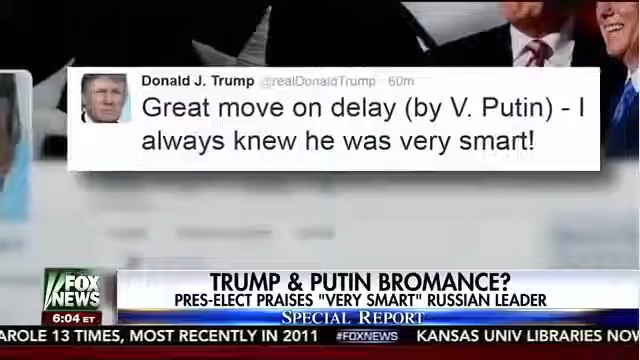 Donald J. Trump @realDonaldTrump · 60m
Great move on delay (by V. Putin) - I
always knew he was very smart!
TRUMP & PUTIN BROMANCE?
FOX
NEWS
PRES-ELECT PRAISES "VERY SMART" RUSSIAN LEADER
6:04 ET
SPECIAL REPORT
AROLE 13 TIMES, MOST RECENTLY IN 2011 #FOXNEWS KANSAS UNIV LIBRARIES NOW